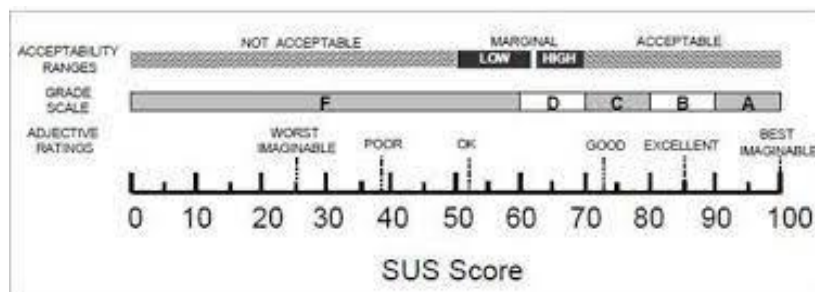 NOT ACCEPTABLE MARGINAL ACCEPTABLE
ACCEPTABILITY RANGES LOW HIGH
GRADE SCALE F D C B A
ADJECTIVE RATINGS WORST IMAGINABLE POOR OK GOOD EXCELLENT BEST IMAGINABLE
0 10 20 30 40 50 60 70 80 90 100
SUS Score